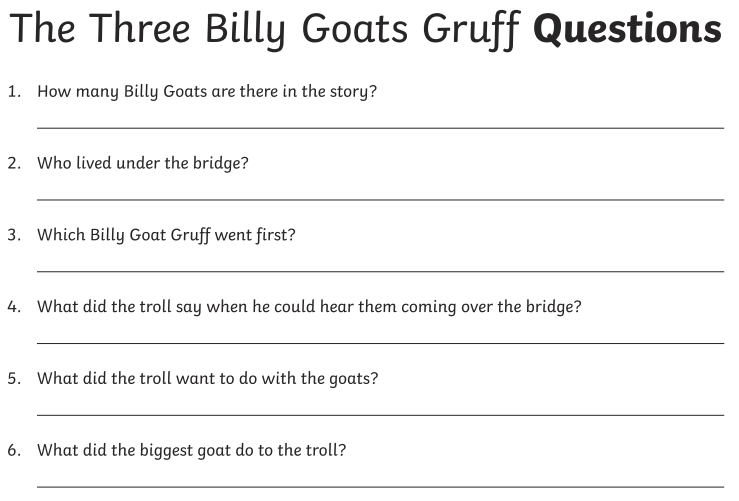 The Three Billy Goats Gruff Questions
1. How many Billy Goats are there in the story?
2. Who lived under the bridge?
3. Which Billy Goat Gruff went first?
4. What did the troll say when he could hear them coming over the bridge?
5. What did the troll want to do with the goats?
6. What did the biggest goat do to the troll?